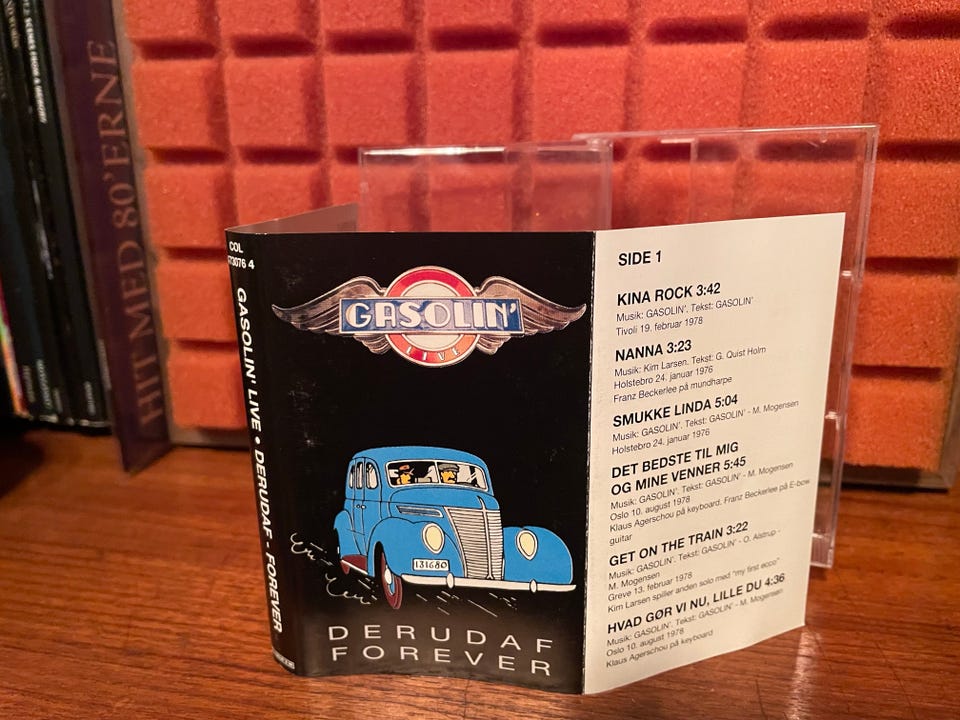 HIT MED 80'ERNE
COL
GASOLIN' LIVE • DERUDAF - FOREVER
GASOLIN'
LIVE
131680
DERUDAF
FOREVER
SIDE 1
KINA ROCK 3:42
Musik: GASOLIN'. Tekst: GASOLIN'
Tivoli 19. februar 1978
NANNA 3:23
Musik: Kim Larsen. Tekst: G. Quist Holm
Holstebro 24. januar 1976
Franz Beckerlee på mundharpe
SMUKKE LINDA 5:04
Musik: GASOLIN'. Tekst: GASOLIN' - M. Mogensen
Holstebro 24. januar 1976
DET BEDSTE TIL MIG
OG MINE VENNER 5:45
Musik: GASOLIN'. Tekst: GASOLIN' - M. Mogensen
Oslo 10. august 1978
Klaus Agerschou på keyboard. Franz Beckerlee på E-bow
guitar
GET ON THE TRAIN 3:22
Musik: GASOLIN'. Tekst: GASOLIN' - O. Alstrup -
M. Mogensen
Greve 13. februar 1978
Kim Larsen spiller anden solo med "my first ecco"
HVAD GØR VI NU, LILLE DU 4:36
Musik: GASOLIN'. Tekst: GASOLIN' - M. Mogensen
Oslo 10. august 1978
Klaus Agerschou på keyboard